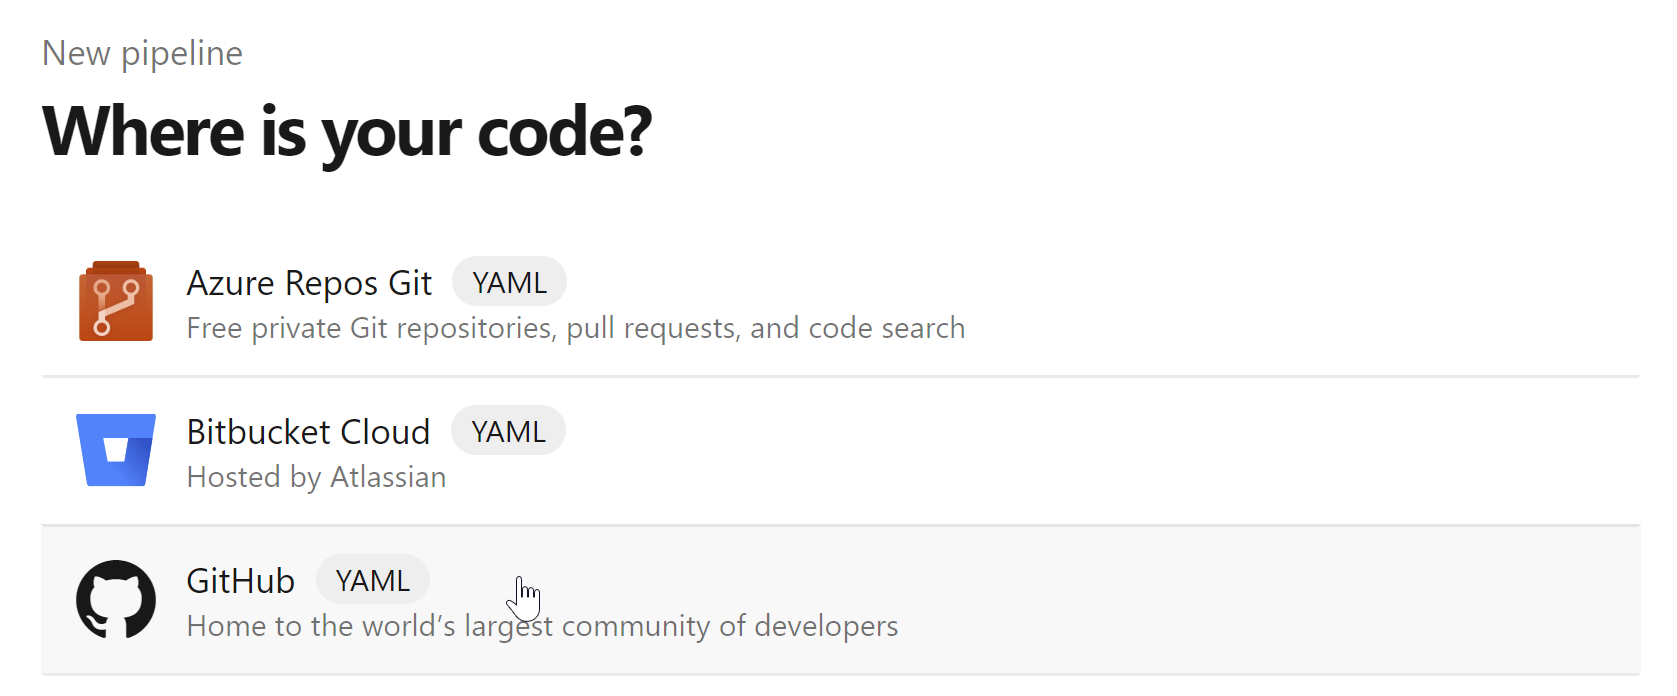 New pipeline
Where is your code?
Azure Repos Git YAML
Free private Git repositories, pull requests, and code search
Bitbucket Cloud YAML
Hosted by Atlassian
GitHub YAML
Home to the world’s largest community of developers